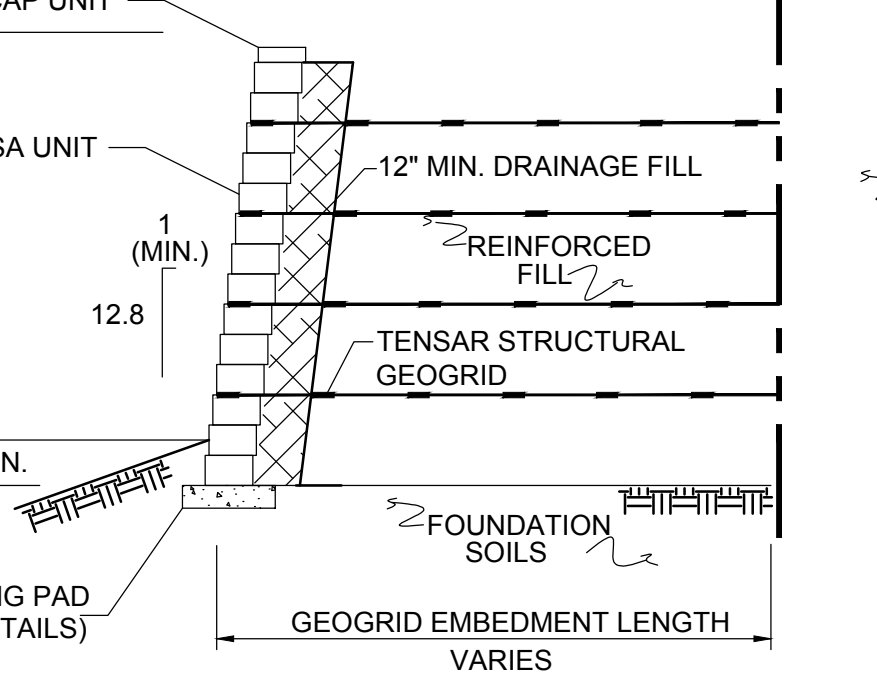 CAP UNIT
SA UNIT
12" MIN. DRAINAGE FILL
1
(MIN.)
12.8
REINFORCED
FILL
TENSAR STRUCTURAL
GEOGRID
N.
FOUNDATION
SOILS
NG PAD
TAILS)
GEOGRID EMBEDMENT LENGTH
VARIES